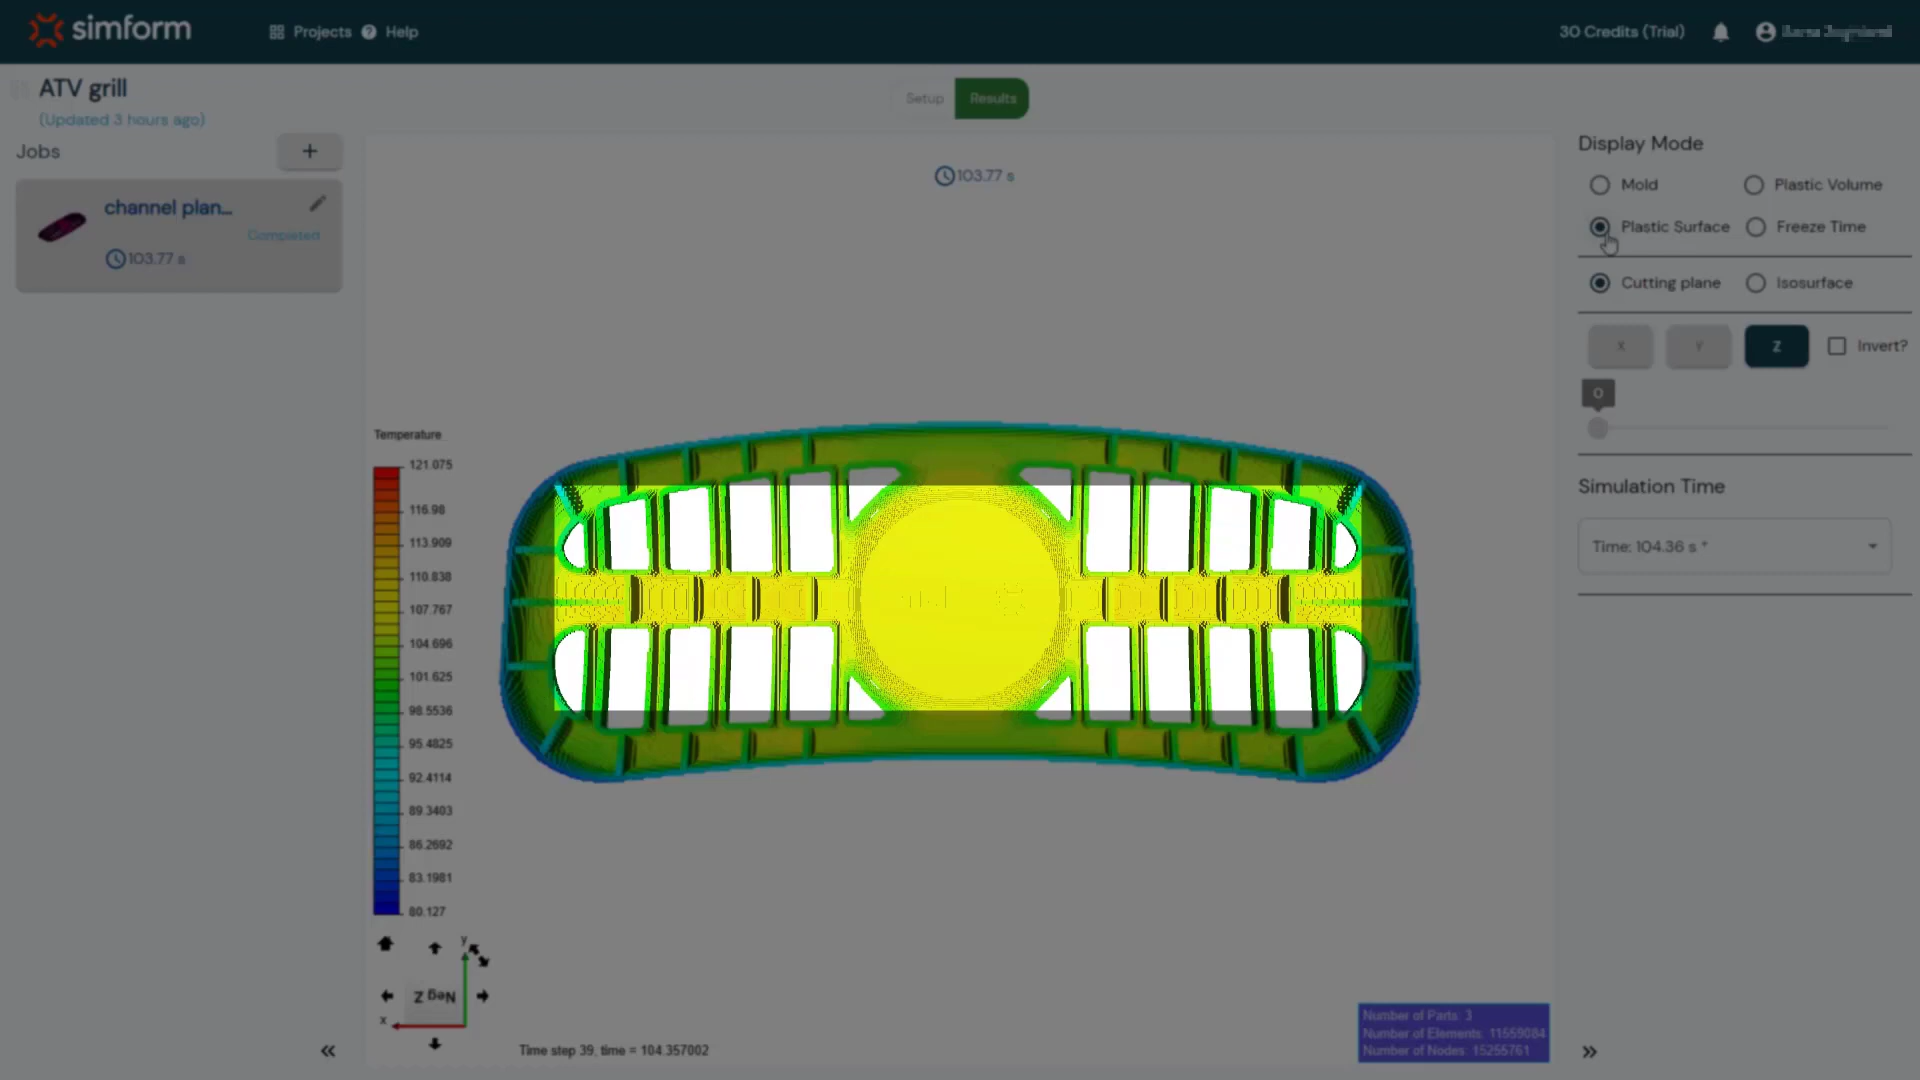 simform
Projects
Help
30 Credits (Trial)
ATV grill
(Updated 3 hours ago)
Setup
Results
Jobs
+
channel plan...
Completed
103.77 s
103.77 s
Display Mode
Mold
Plastic Volume
Plastic Surface
Freeze Time
Cutting plane
Isosurface
X
Y
Z
Invert?
0
Simulation Time
Time: 104.36 s *
Temperature
121.075
116.98
113.909
110.838
107.767
104.696
101.625
98.5536
95.4825
92.4114
89.3403
86.2692
83.1981
80.127
y
Neg Z
x
Time step 39, time = 104.357002
Number of Parts: 3
Number of Elements: 11559084
Number of Nodes: 15255761